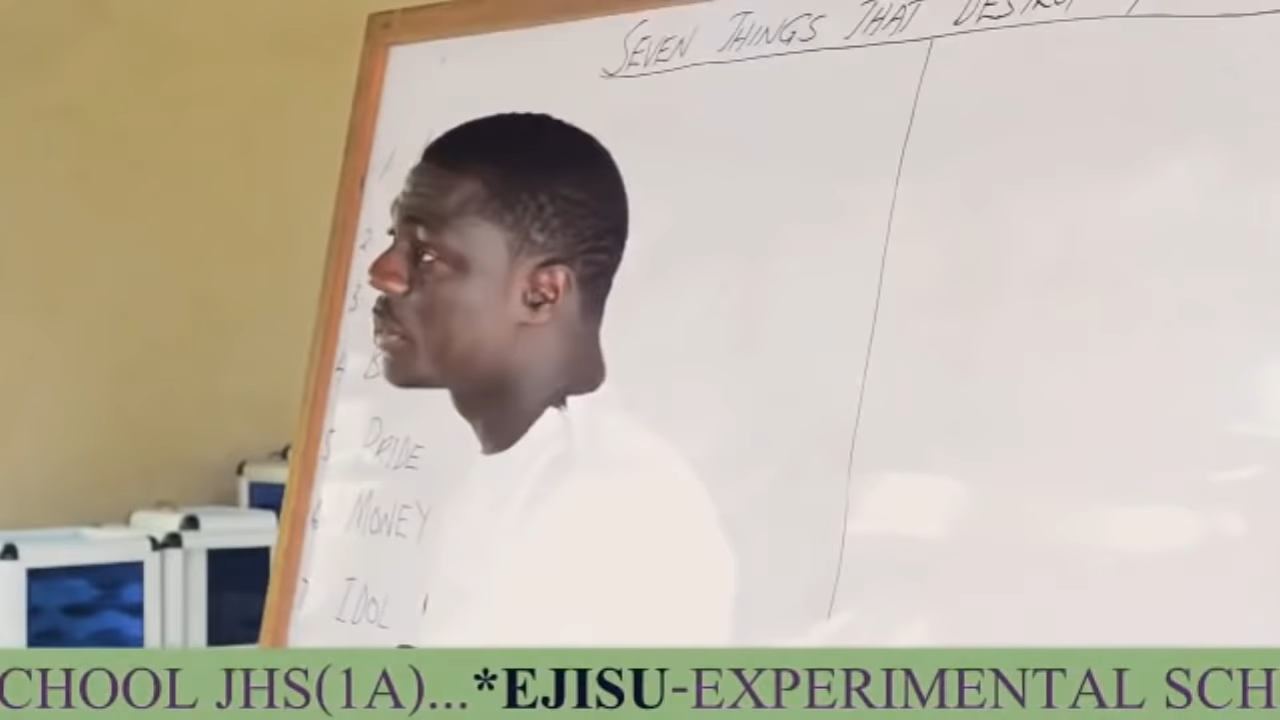 SEVEN THINGS THAT DESTROY
1
2
3
4 B
5 PRIDE
6 MONEY
7 IDOL
CHOOL JHS(1A)...*EJISU-EXPERIMENTAL SCH